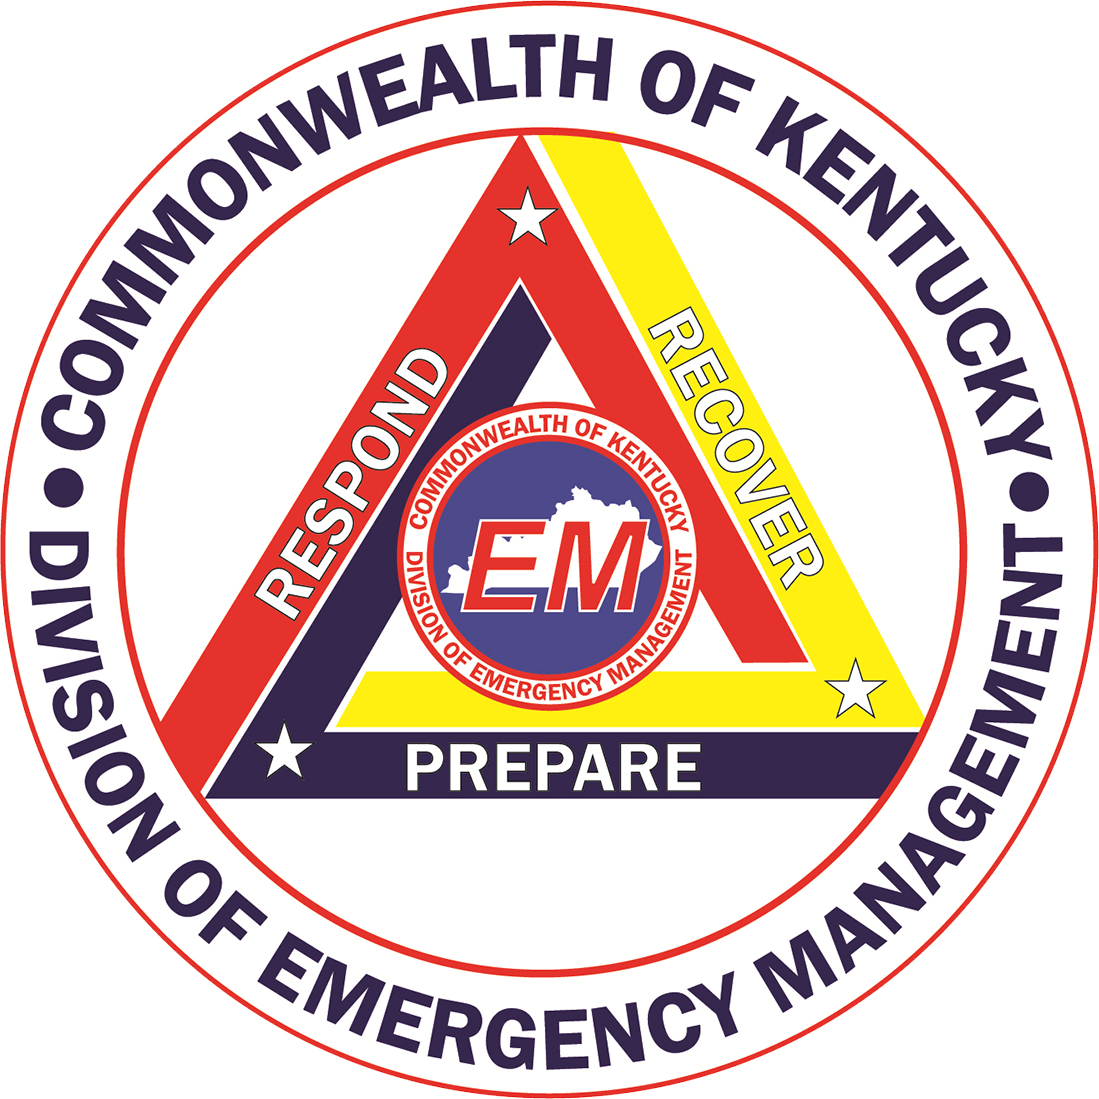 COMMONWEALTH OF KENTUCKY
• DIVISION OF EMERGENCY MANAGEMENT •
RESPOND
RECOVER
COMMONWEALTH OF KENTUCKY
EM
DIVISION OF EMERGENCY MANAGEMENT
PREPARE